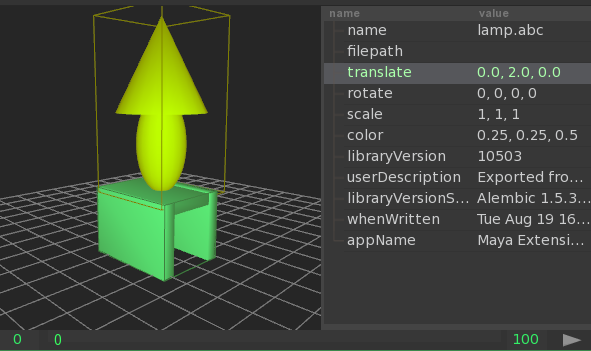 name value
name lamp.abc
filepath
translate 0.0, 2.0, 0.0
rotate 0, 0, 0, 0
scale 1, 1, 1
color 0.25, 0.25, 0.5
libraryVersion 10503
userDescription Exported fro...
libraryVersionS... Alembic 1.5.3...
whenWritten Tue Aug 19 16...
appName Maya Extensi...
0 0 100